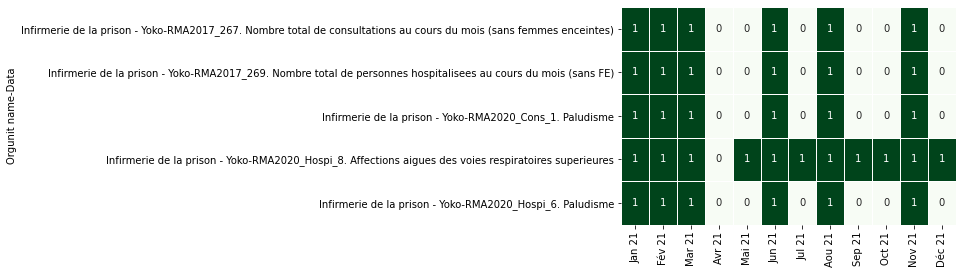 Orgunit name-Data
Infirmerie de la prison - Yoko-RMA2017_267. Nombre total de consultations au cours du mois (sans femmes enceintes) 1 1 1 0 0 1 0 1 0 0 1 0
Infirmerie de la prison - Yoko-RMA2017_269. Nombre total de personnes hospitalisees au cours du mois (sans FE) 1 1 1 0 0 1 0 1 0 0 1 0
Infirmerie de la prison - Yoko-RMA2020_Cons_1. Paludisme 1 1 1 0 0 1 0 1 0 0 1 0
Infirmerie de la prison - Yoko-RMA2020_Hospi_8. Affections aigues des voies respiratoires superieures 1 1 1 0 1 1 1 1 1 1 1 1
Infirmerie de la prison - Yoko-RMA2020_Hospi_6. Paludisme 1 1 1 0 0 1 0 1 0 0 1 0
Jan 21 Fév 21 Mar 21 Avr 21 Mai 21 Jun 21 Jul 21 Aou 21 Sep 21 Oct 21 Nov 21 Déc 21